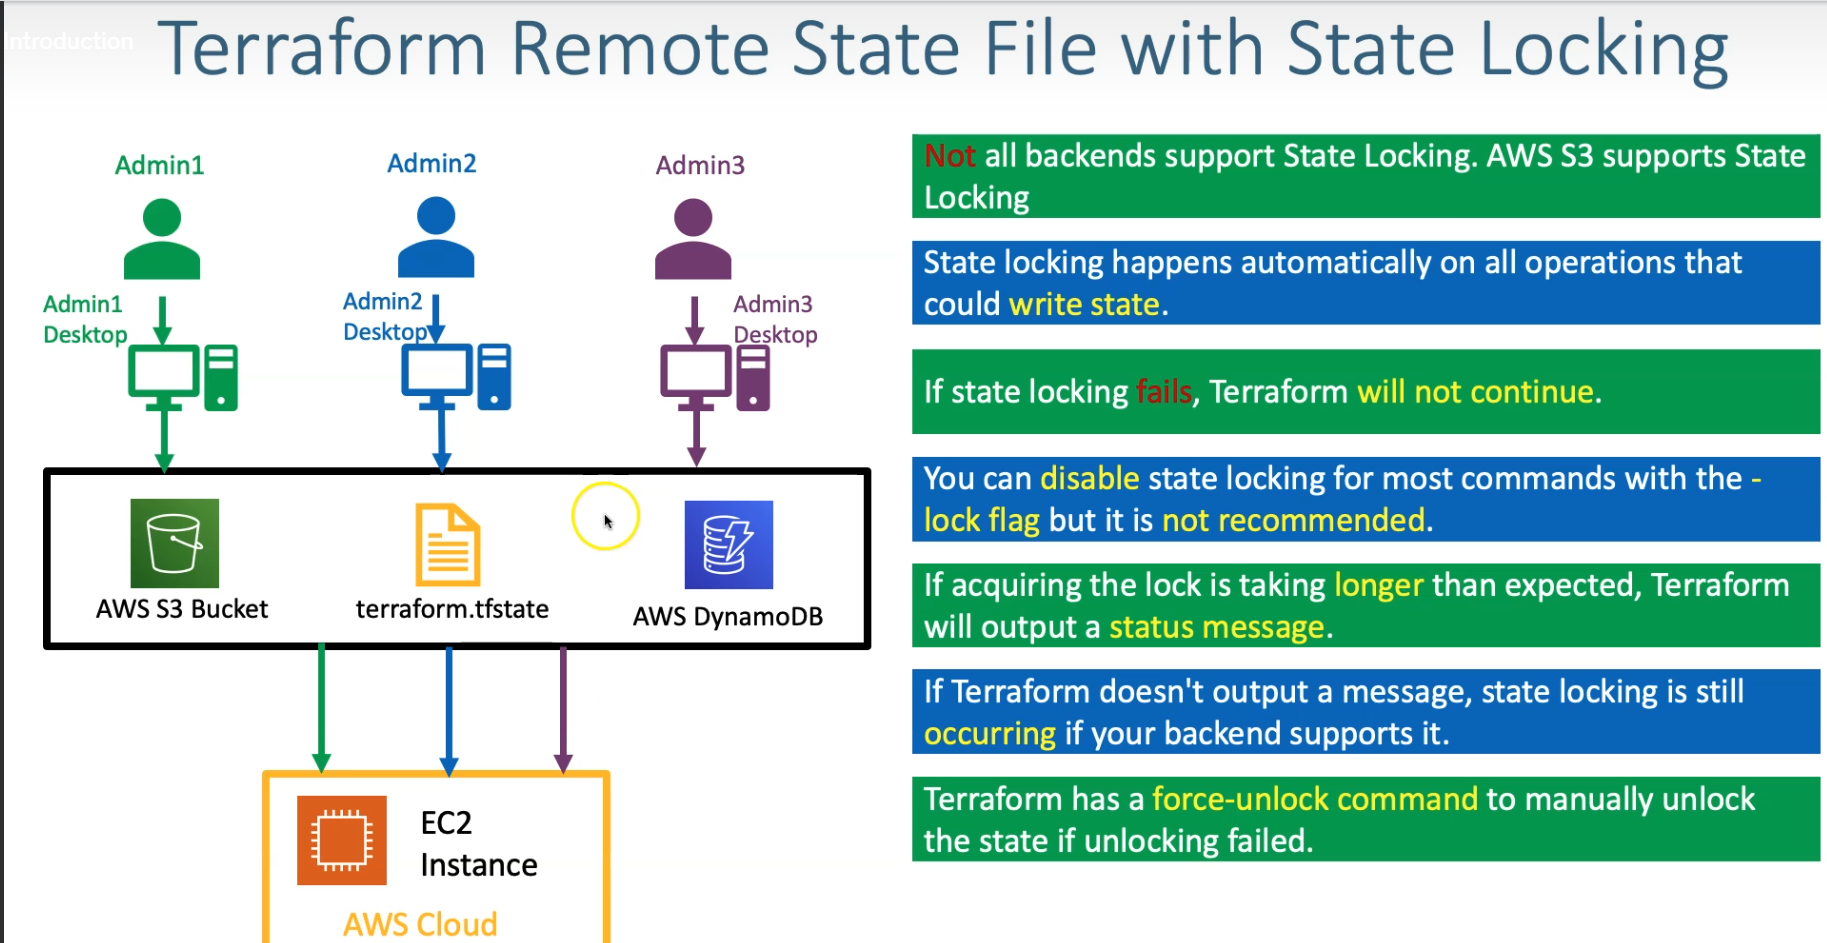 Introduction
Terraform Remote State File with State Locking
Admin1
Admin2
Admin3
Admin1
Desktop
Admin2
Desktop
Admin3
Desktop
AWS S3 Bucket
terraform.tfstate
AWS DynamoDB
EC2
Instance
AWS Cloud
Not all backends support State Locking. AWS S3 supports State
Locking
State locking happens automatically on all operations that
could write state.
If state locking fails, Terraform will not continue.
You can disable state locking for most commands with the -
lock flag but it is not recommended.
If acquiring the lock is taking longer than expected, Terraform
will output a status message.
If Terraform doesn't output a message, state locking is still
occurring if your backend supports it.
Terraform has a force-unlock command to manually unlock
the state if unlocking failed.